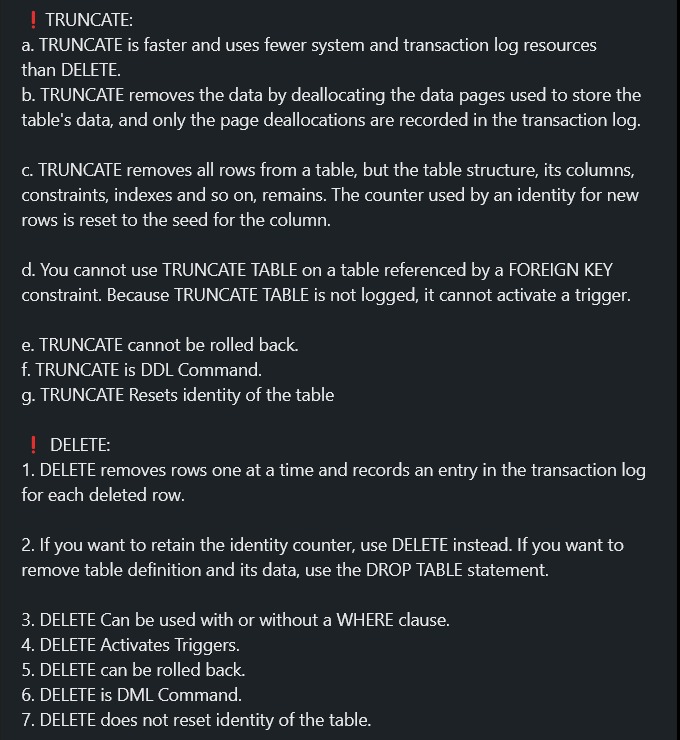 ❗ TRUNCATE:
a. TRUNCATE is faster and uses fewer system and transaction log resources
than DELETE.
b. TRUNCATE removes the data by deallocating the data pages used to store the
table's data, and only the page deallocations are recorded in the transaction log.
c. TRUNCATE removes all rows from a table, but the table structure, its columns,
constraints, indexes and so on, remains. The counter used by an identity for new
rows is reset to the seed for the column.
d. You cannot use TRUNCATE TABLE on a table referenced by a FOREIGN KEY
constraint. Because TRUNCATE TABLE is not logged, it cannot activate a trigger.
e. TRUNCATE cannot be rolled back.
f. TRUNCATE is DDL Command.
g. TRUNCATE Resets identity of the table
❗ DELETE:
1. DELETE removes rows one at a time and records an entry in the transaction log
for each deleted row.
2. If you want to retain the identity counter, use DELETE instead. If you want to
remove table definition and its data, use the DROP TABLE statement.
3. DELETE Can be used with or without a WHERE clause.
4. DELETE Activates Triggers.
5. DELETE can be rolled back.
6. DELETE is DML Command.
7. DELETE does not reset identity of the table.